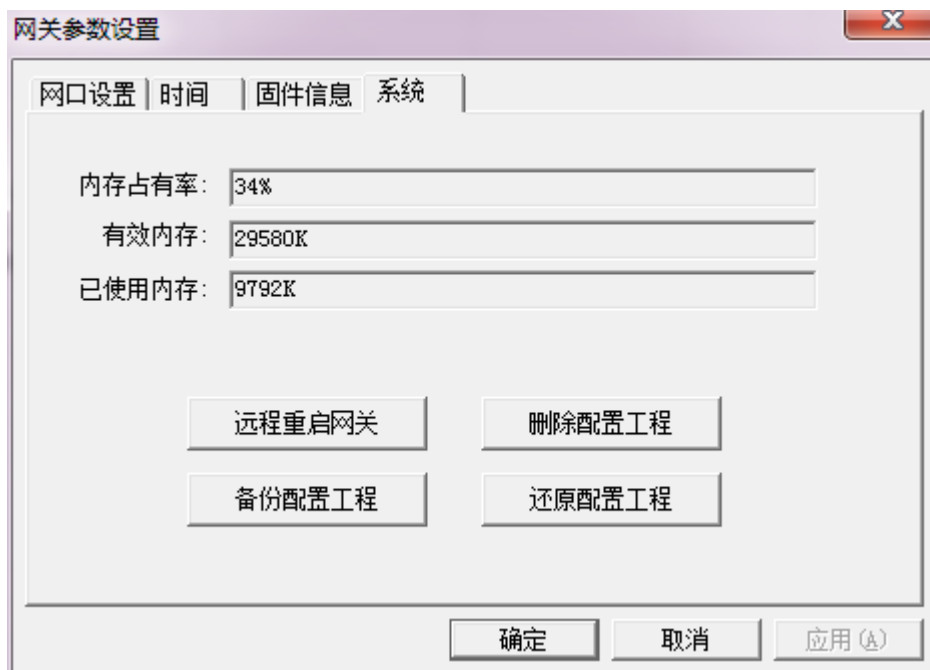 网关参数设置
网口设置 时间 固件信息 系统
内存占有率: 34%
有效内存: 29580K
已使用内存: 9792K
远程重启网关 删除配置工程
备份配置工程 还原配置工程
确定 取消 应用(A)